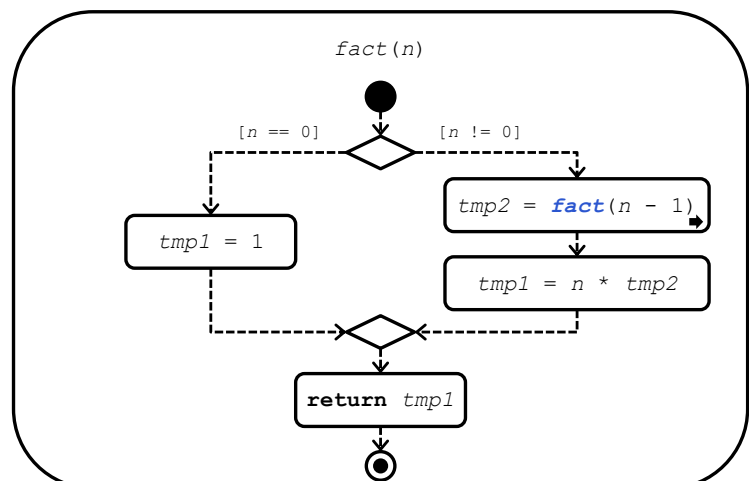 fact(n)
[n == 0]
[n != 0]
tmp2 = fact(n - 1)
tmp1 = 1
tmp1 = n * tmp2
return tmp1